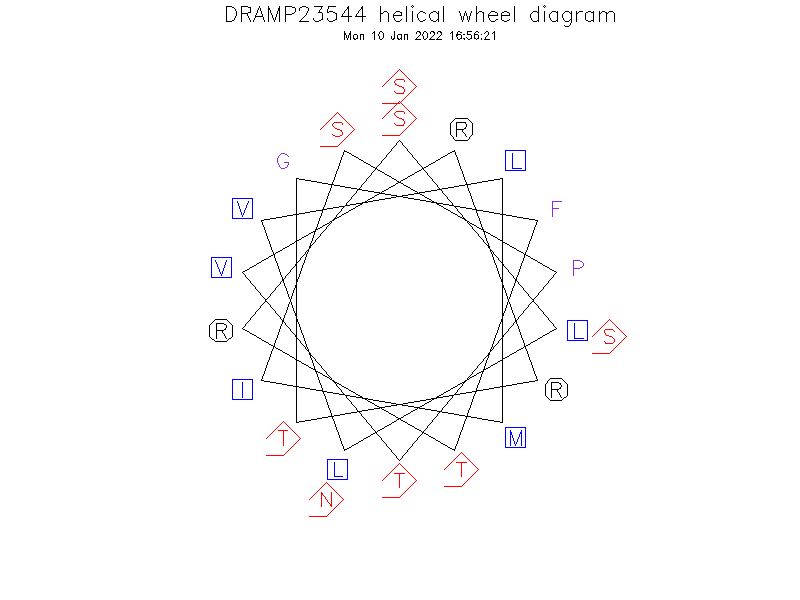 DRAMP23544 helical wheel diagram
Mon 10 Jan 2022 16:56:21
S
S
S R
G L
V F
V P
R L S
I R
T M
L T
N T